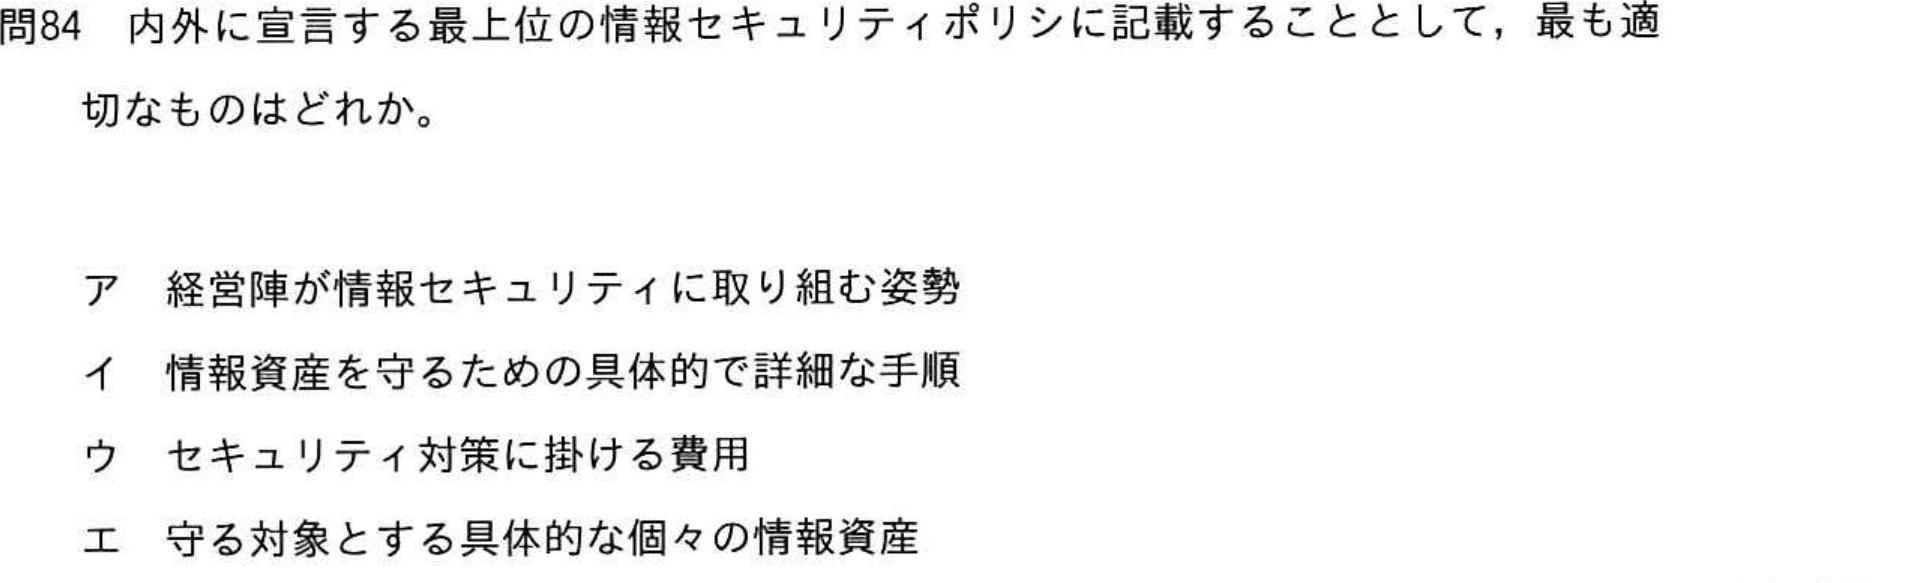 問84　内外に宣言する最上位の情報セキュリティポリシに記載することとして，最も適
切なものはどれか。
ア　経営陣が情報セキュリティに取り組む姿勢
イ　情報資産を守るための具体的で詳細な手順
ウ　セキュリティ対策に掛ける費用
エ　守る対象とする具体的な個々の情報資産